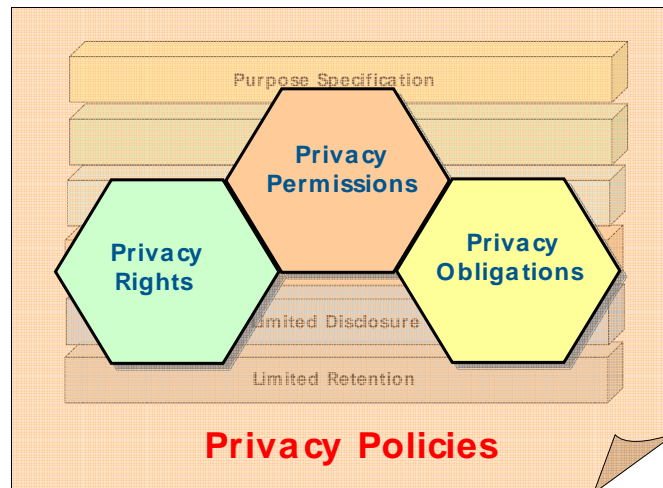 Purpose Specification
Privacy
Permissions
Privacy
Rights
Privacy
Obligations
Limited Disclosure
Limited Retention
Privacy Policies